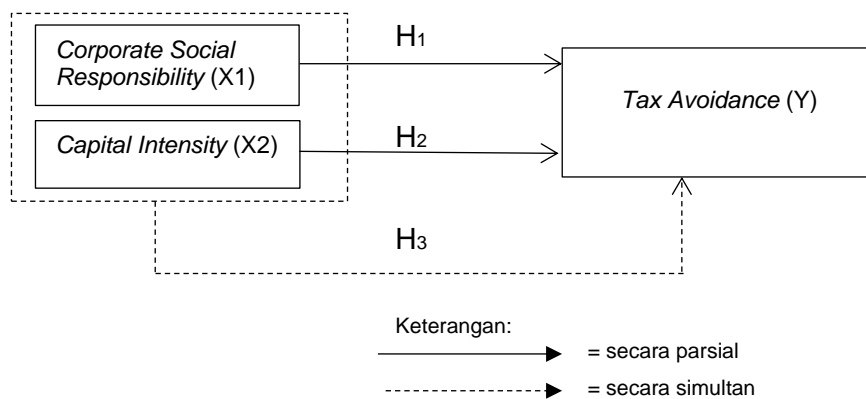 Corporate Social
Responsibility (X1)
H1
Tax Avoidance (Y)
Capital Intensity (X2)
H2
H3
Keterangan:
= secara parsial
= secara simultan